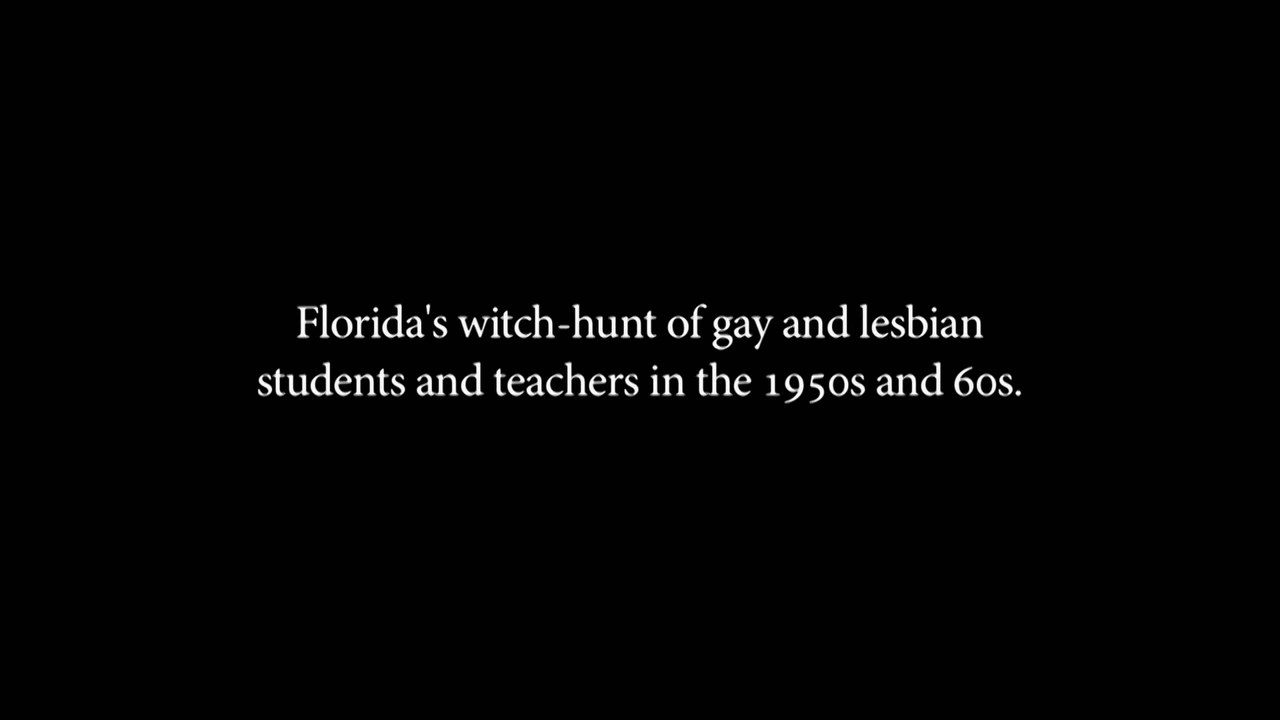 Florida's witch-hunt of gay and lesbian
students and teachers in the 1950s and 60s.